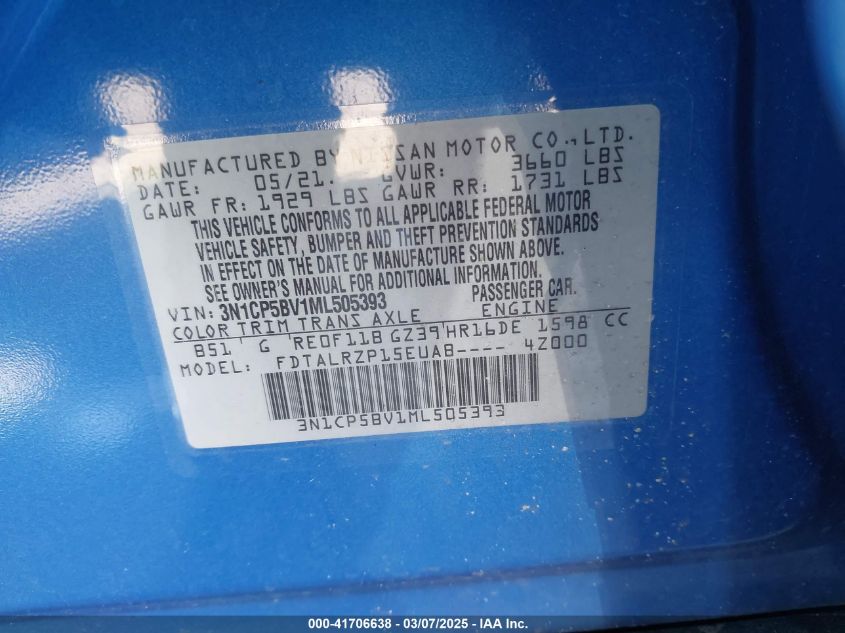 MANUFACTURED BY NISSAN MOTOR CO.,LTD.
DATE: 05/21. GVWR: 3660 LBS
GAWR FR: 1929 LBS GAWR RR: 1731 LBS
THIS VEHICLE CONFORMS TO ALL APPLICABLE FEDERAL MOTOR
VEHICLE SAFETY, BUMPER AND THEFT PREVENTION STANDARDS
IN EFFECT ON THE DATE OF MANUFACTURE SHOWN ABOVE.
SEE OWNER'S MANUAL FOR ADDITIONAL INFORMATION.
VIN: 3N1CP5BV1ML505393 PASSENGER CAR.
COLOR TRIM TRANS AXLE ENGINE
B51 G RE0F11B GZ39 HR16DE 1598 CC
MODEL: FDTALRZP15EUAB---- 4Z000
3N1CP5BV1ML505393
000-41706638 - 03/07/2025 - IAA Inc.